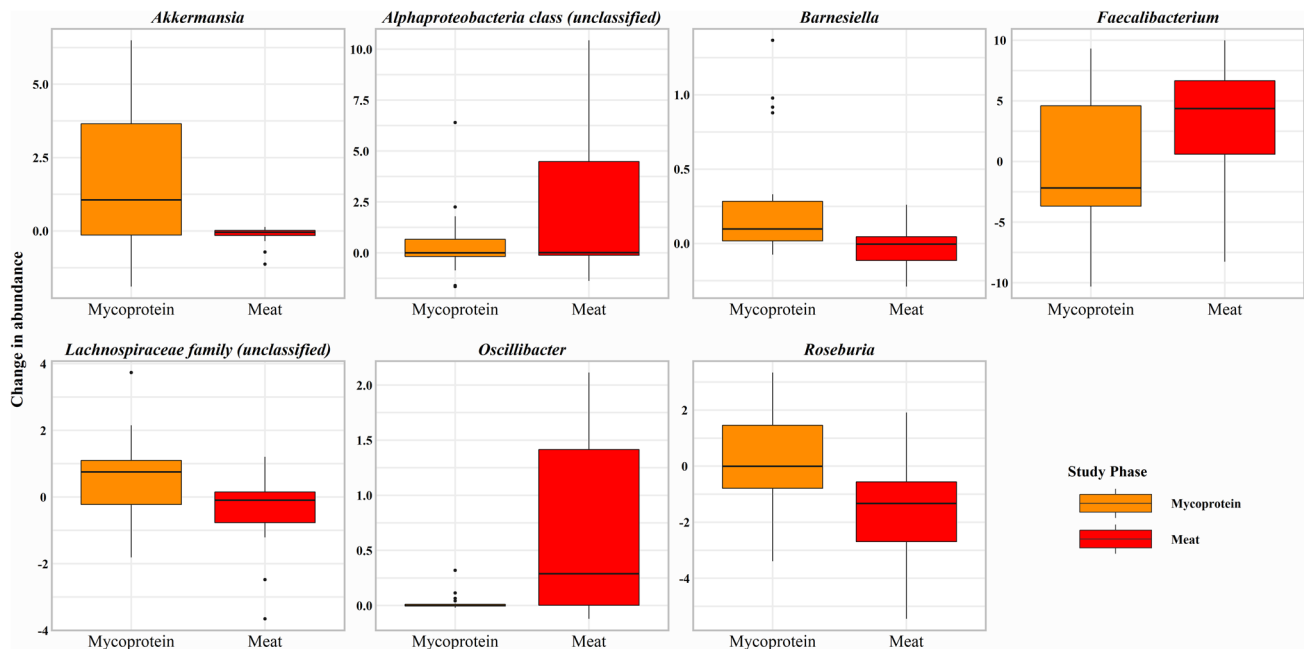 Akkermansia
Alphaproteobacteria class (unclassified)
Barnesiella
Faecalibacterium
5.0
2.5
0.0
Mycoprotein Meat
10.0
7.5
5.0
2.5
0.0
Mycoprotein Meat
1.0
0.5
0.0
Mycoprotein Meat
10
5
0
-5
-10
Mycoprotein Meat
Change in abundance
Lachnospiraceae family (unclassified)
Oscillibacter
Roseburia
4
2
0
-2
-4
Mycoprotein Meat
2.0
1.5
1.0
0.5
0.0
Mycoprotein Meat
2
0
-2
-4
Mycoprotein Meat
Study Phase
Mycoprotein
Meat